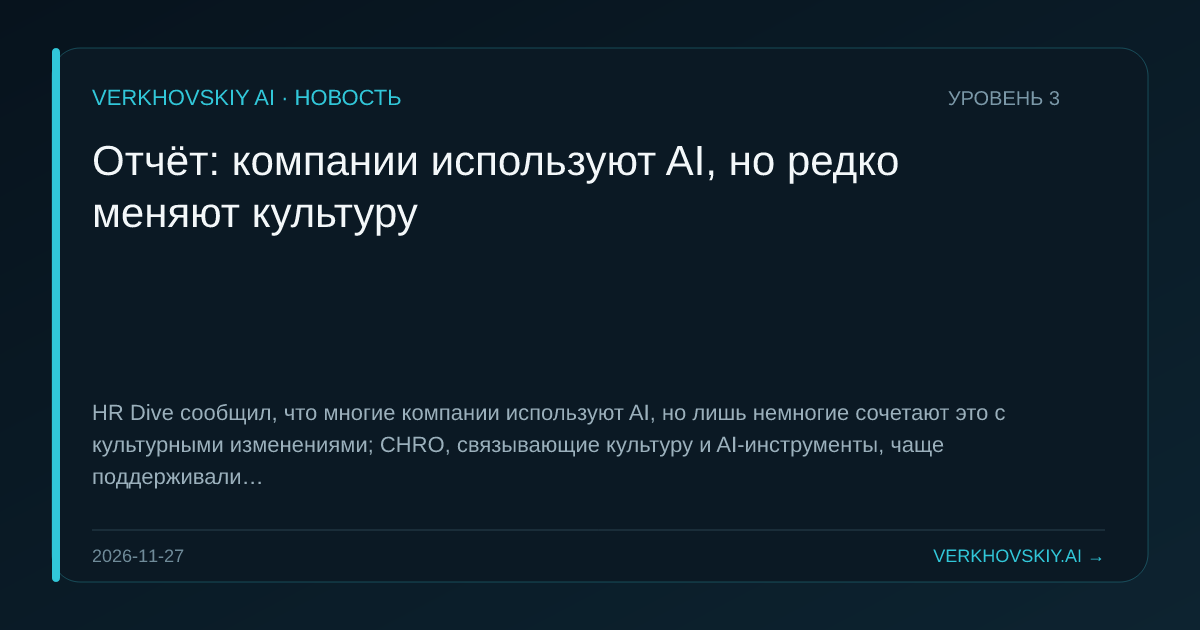 VERKHOVSKIY AI · НОВОСТЬ
УРОВЕНЬ 3
Отчёт: компании используют AI, но редко
меняют культуру
HR Dive сообщил, что многие компании используют AI, но лишь немногие сочетают это с
культурными изменениями; CHRO, связывающие культуру и AI-инструменты, чаще
поддерживали…
2026-11-27
VERKHOVSKIY.AI →